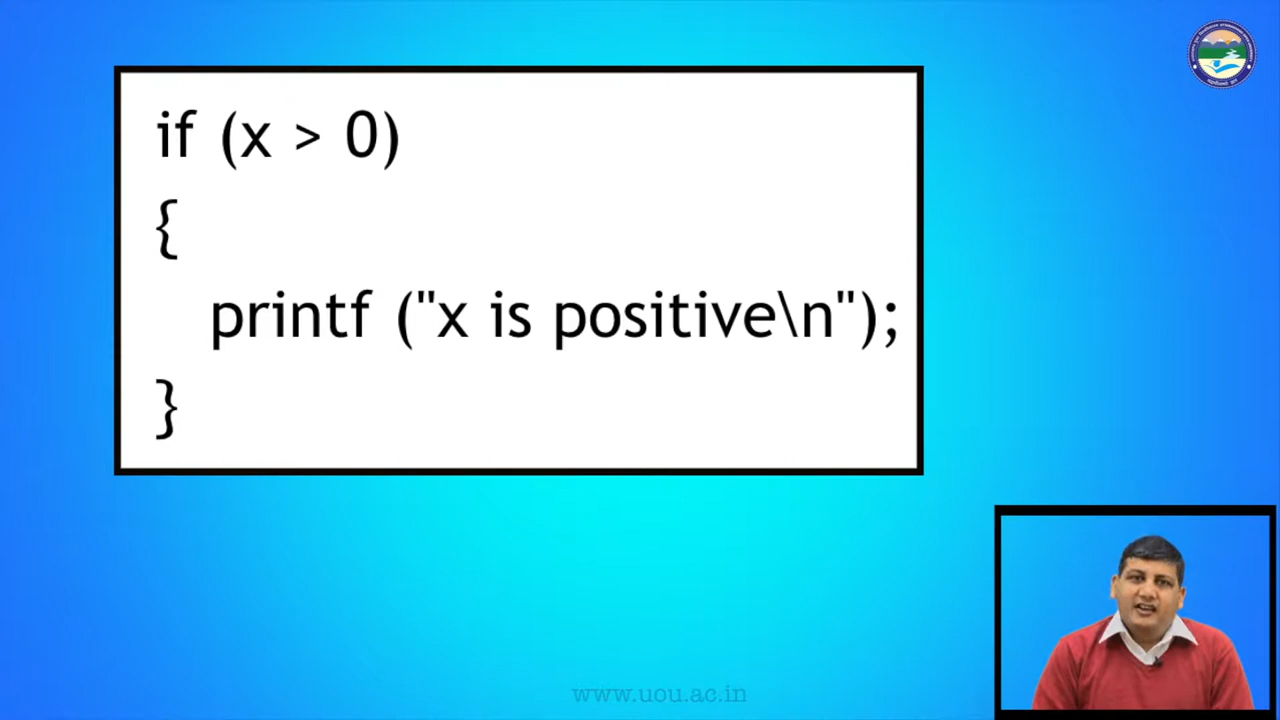 if (x > 0)
{
printf ("x is positive\n");
}
www.uou.ac.in